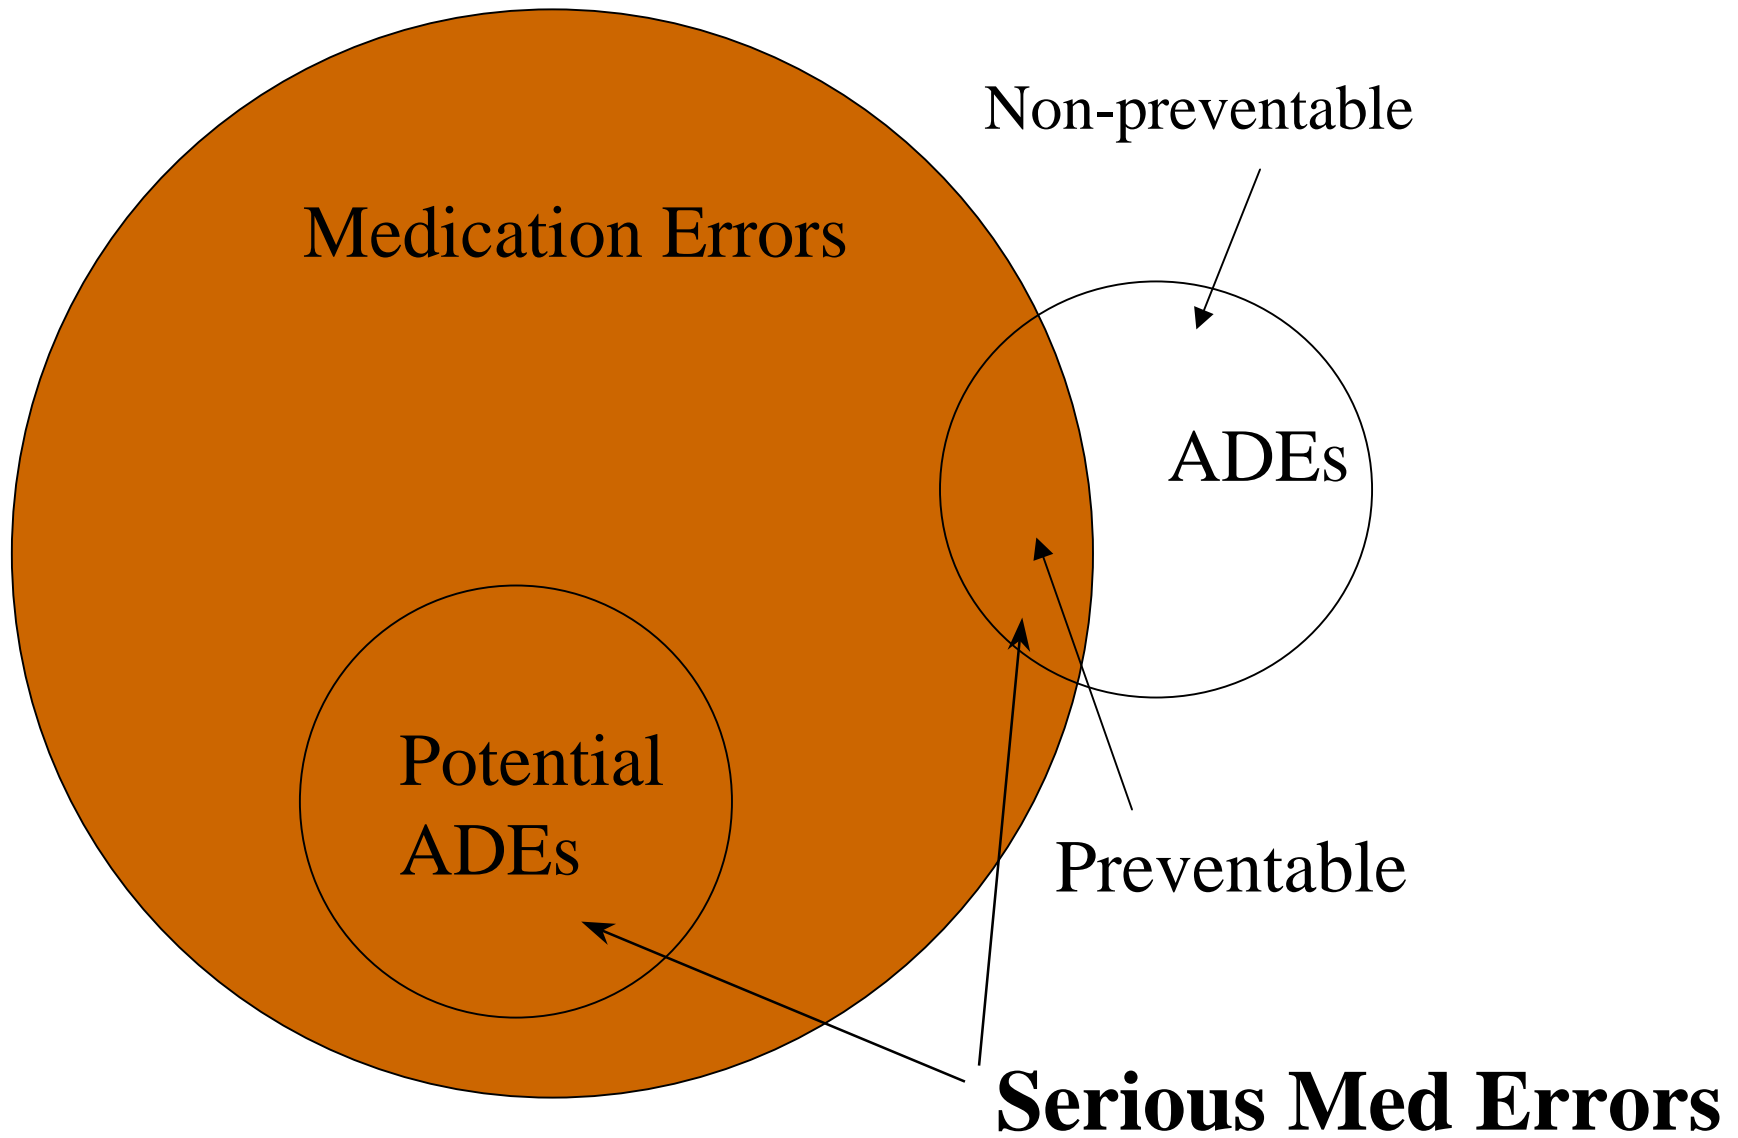 Non-preventable
Medication Errors
ADEs
Potential
ADEs
Preventable
Serious Med Errors